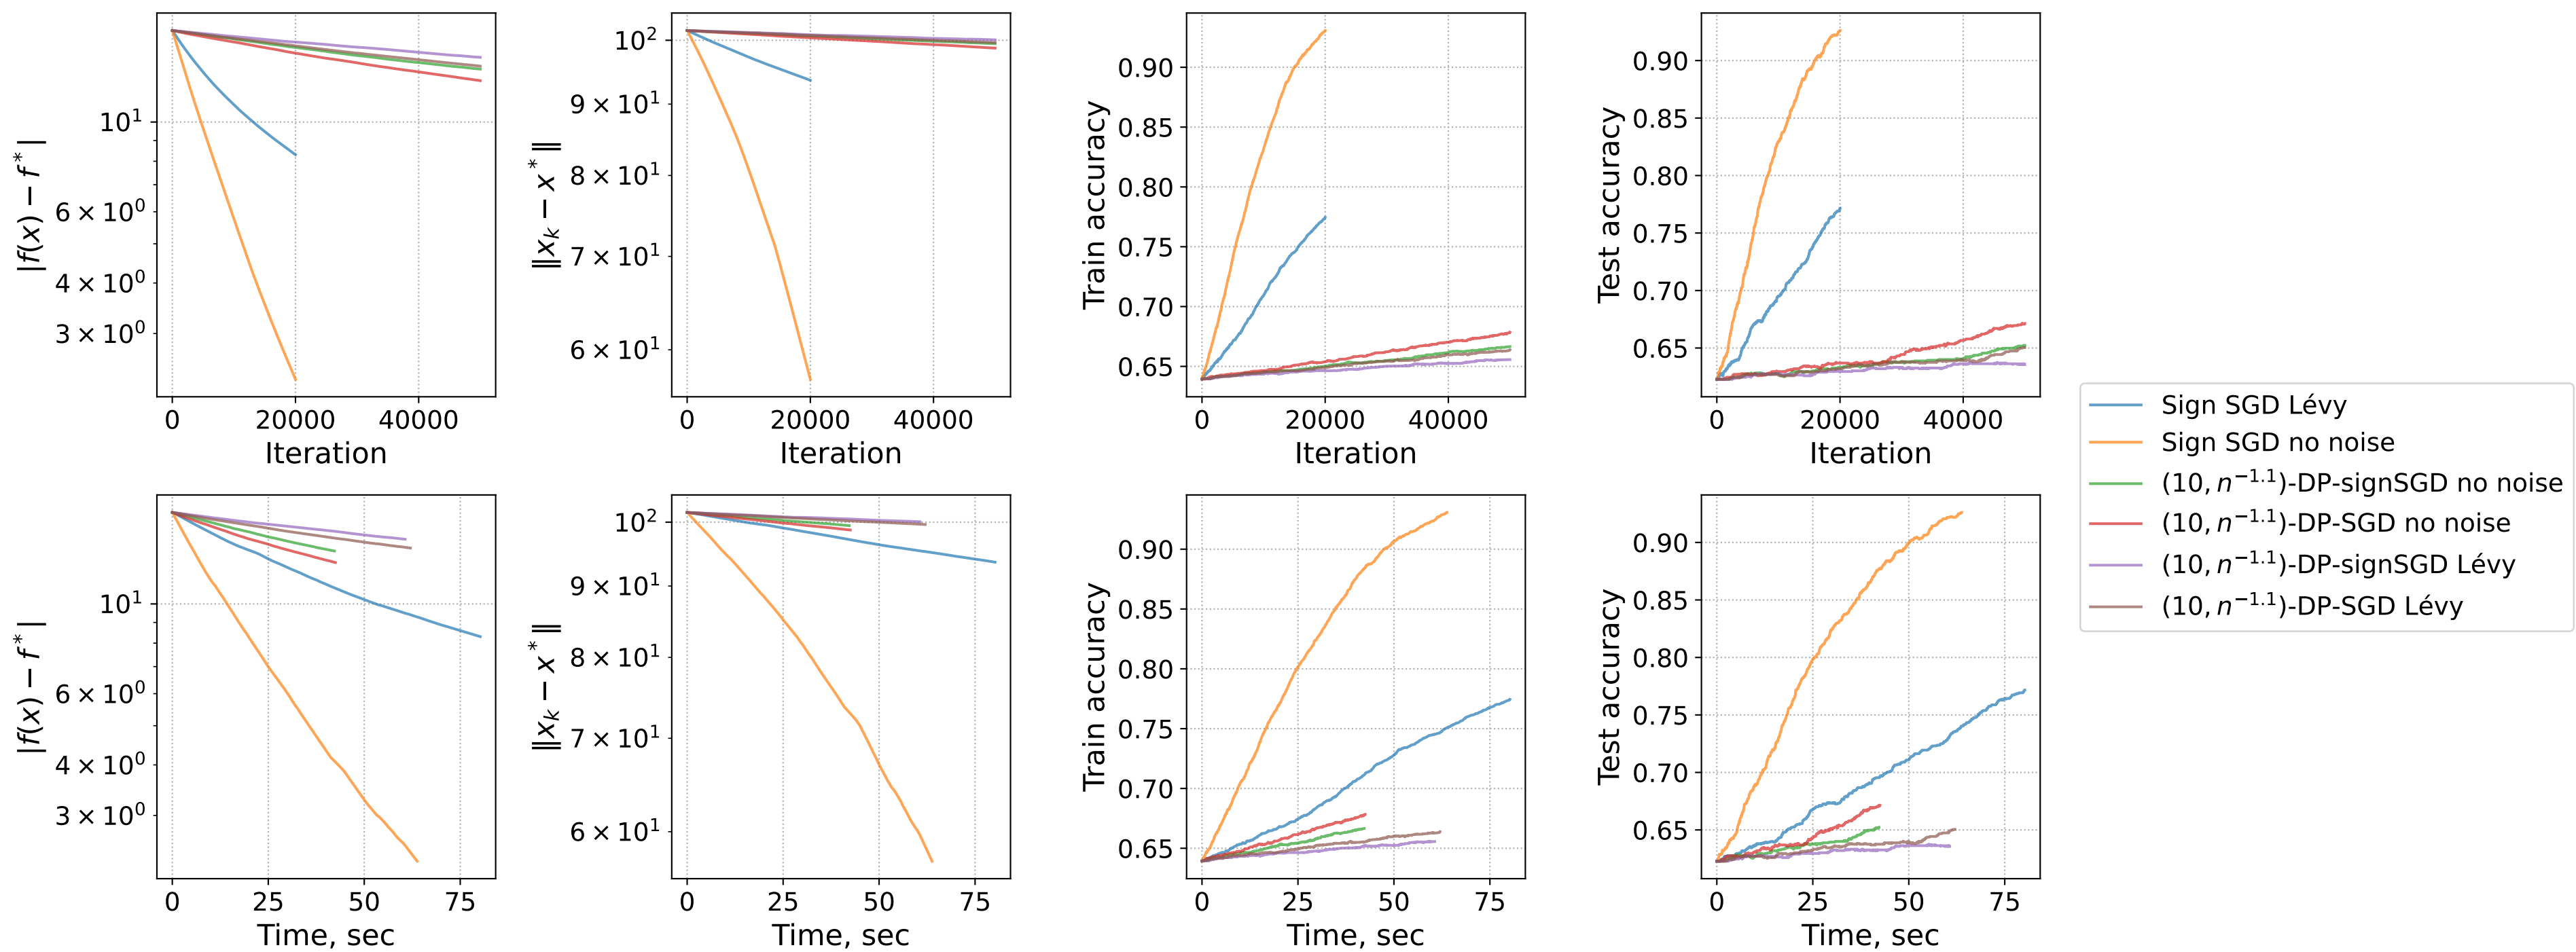 |f(x) − f*|
10¹
6 × 10⁰
4 × 10⁰
3 × 10⁰
0 20000 40000
Iteration
‖xₖ − x*‖
10²
9 × 10¹
8 × 10¹
7 × 10¹
6 × 10¹
0 20000 40000
Iteration
Train accuracy
0.90
0.85
0.80
0.75
0.70
0.65
0 20000 40000
Iteration
Test accuracy
0.90
0.85
0.80
0.75
0.70
0.65
0 20000 40000
Iteration
|f(x) − f*|
10¹
6 × 10⁰
4 × 10⁰
3 × 10⁰
0 25 50 75
Time, sec
‖xₖ − x*‖
10²
9 × 10¹
8 × 10¹
7 × 10¹
6 × 10¹
0 25 50 75
Time, sec
Train accuracy
0.90
0.85
0.80
0.75
0.70
0.65
0 25 50 75
Time, sec
Test accuracy
0.90
0.85
0.80
0.75
0.70
0.65
0 25 50 75
Time, sec
Sign SGD Lévy
Sign SGD no noise
(10, n⁻¹·¹)-DP-signSGD no noise
(10, n⁻¹·¹)-DP-SGD no noise
(10, n⁻¹·¹)-DP-signSGD Lévy
(10, n⁻¹·¹)-DP-SGD Lévy